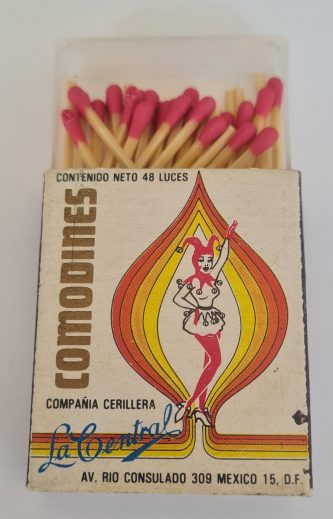 CONTENIDO NETO 48 LUCES
COMODINES
COMPAÑIA CERILLERA
La Central
AV. RIO CONSULADO 309 MEXICO 15, D.F.